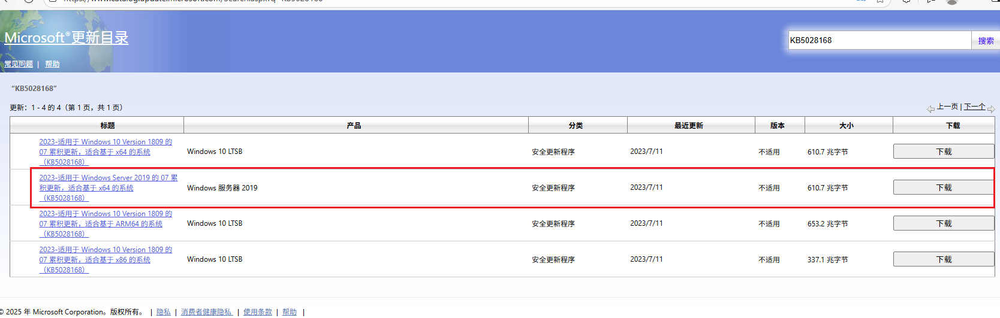 Microsoft®更新目录
KB5028168
搜索
常见问题 | 帮助
“KB5028168”
更新：1 - 4 的 4（第 1 页，共 1 页）
上一页 | 下一个
标题 产品 分类 最近更新 版本 大小 下载
2023-适用于 Windows 10 Version 1809 的
07 累积更新，适合基于 x64 的系统
（KB5028168）
Windows 10 LTSB 安全更新程序 2023/7/11 不适用 610.7 兆字节 下载
2023-适用于 Windows Server 2019 的 07 累
积更新，适合基于 x64 的系统
（KB5028168）
Windows 服务器 2019 安全更新程序 2023/7/11 不适用 610.7 兆字节 下载
2023-适用于 Windows 10 Version 1809 的
07 累积更新，适合基于 ARM64 的系统
（KB5028168）
Windows 10 LTSB 安全更新程序 2023/7/11 不适用 653.2 兆字节 下载
2023-适用于 Windows 10 Version 1809 的
07 累积更新，适合基于 x86 的系统
（KB5028168）
Windows 10 LTSB 安全更新程序 2023/7/11 不适用 337.1 兆字节 下载
© 2025 年 Microsoft Corporation。版权所有。 | 隐私 | 消费者健康隐私 | 使用条款 | 帮助 |